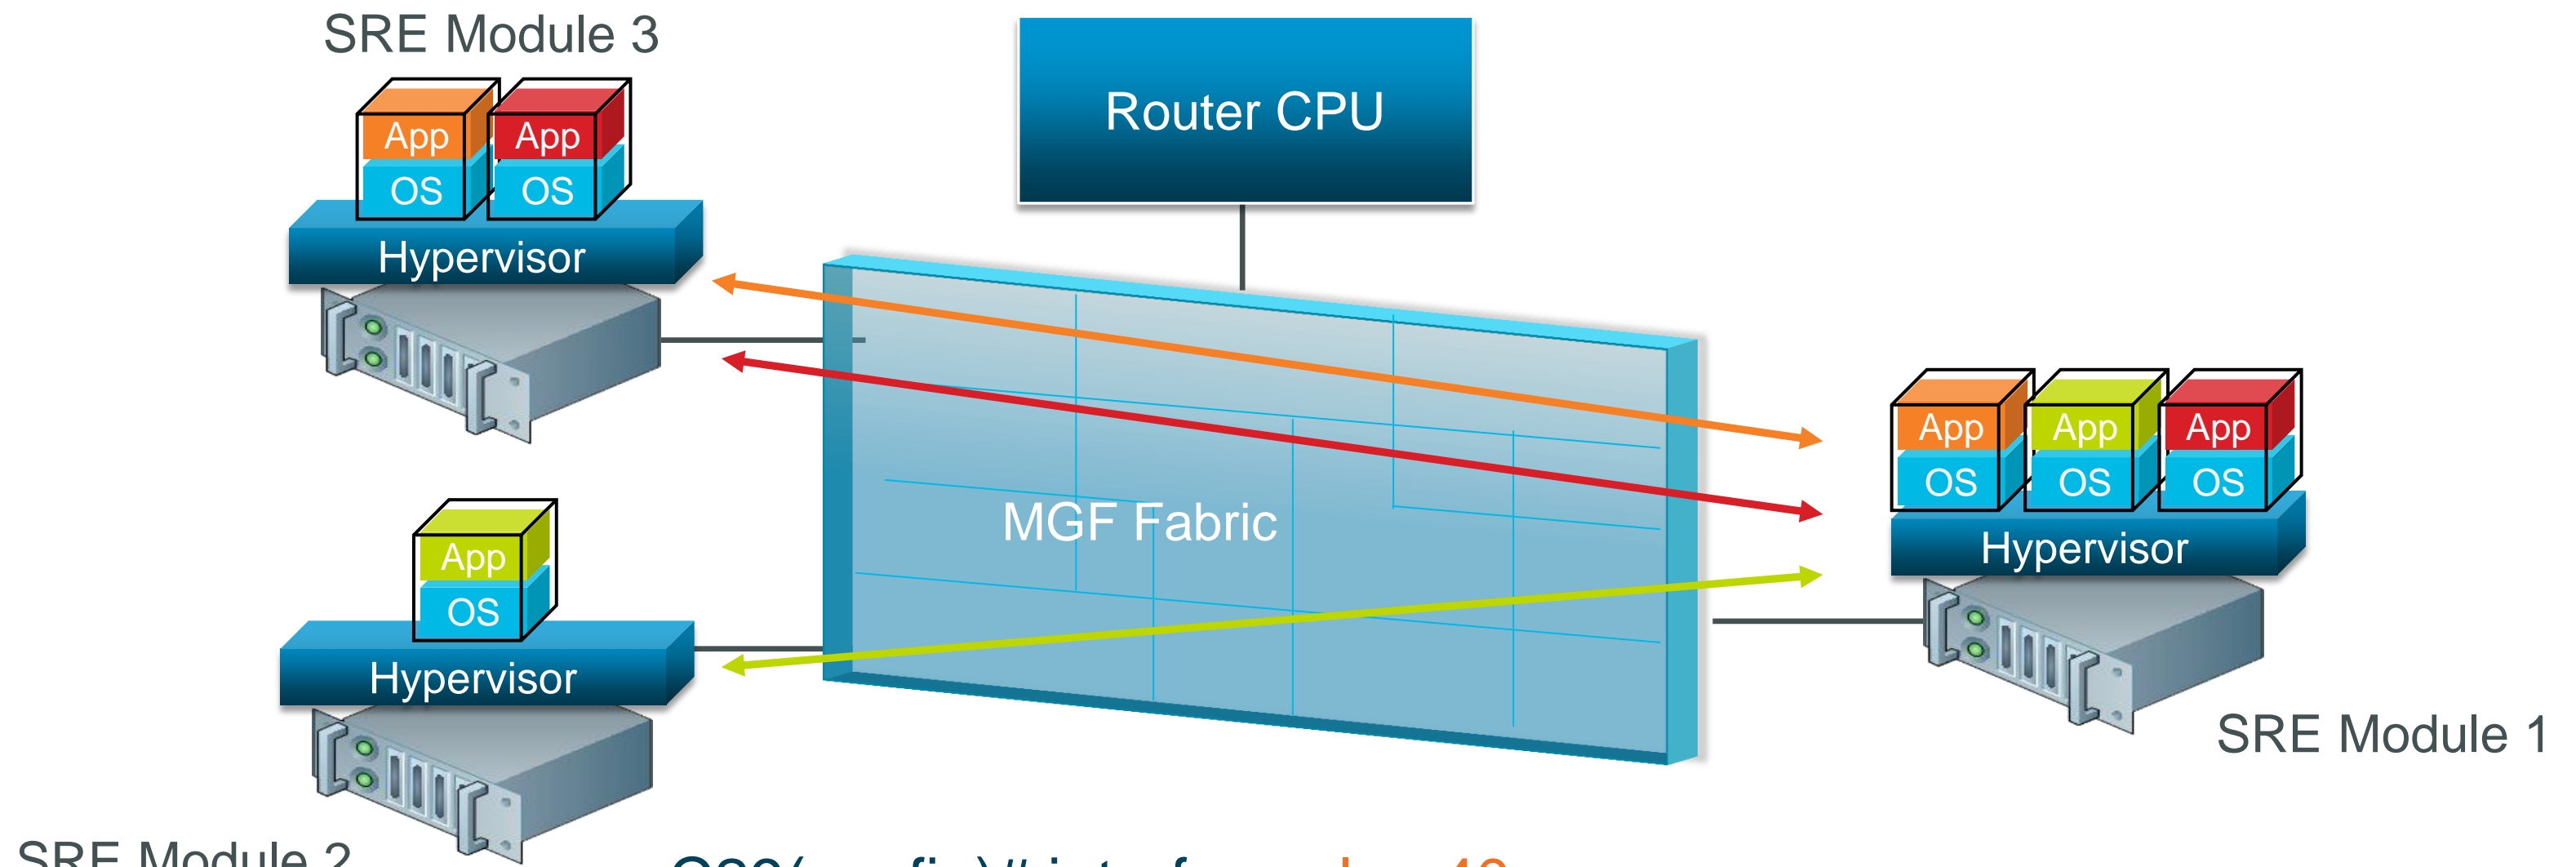 SRE Module 3
Router CPU
App App
OS OS
Hypervisor
MGF Fabric
App App App
OS OS OS
Hypervisor
SRE Module 1
App
OS
Hypervisor
SRE Module 2